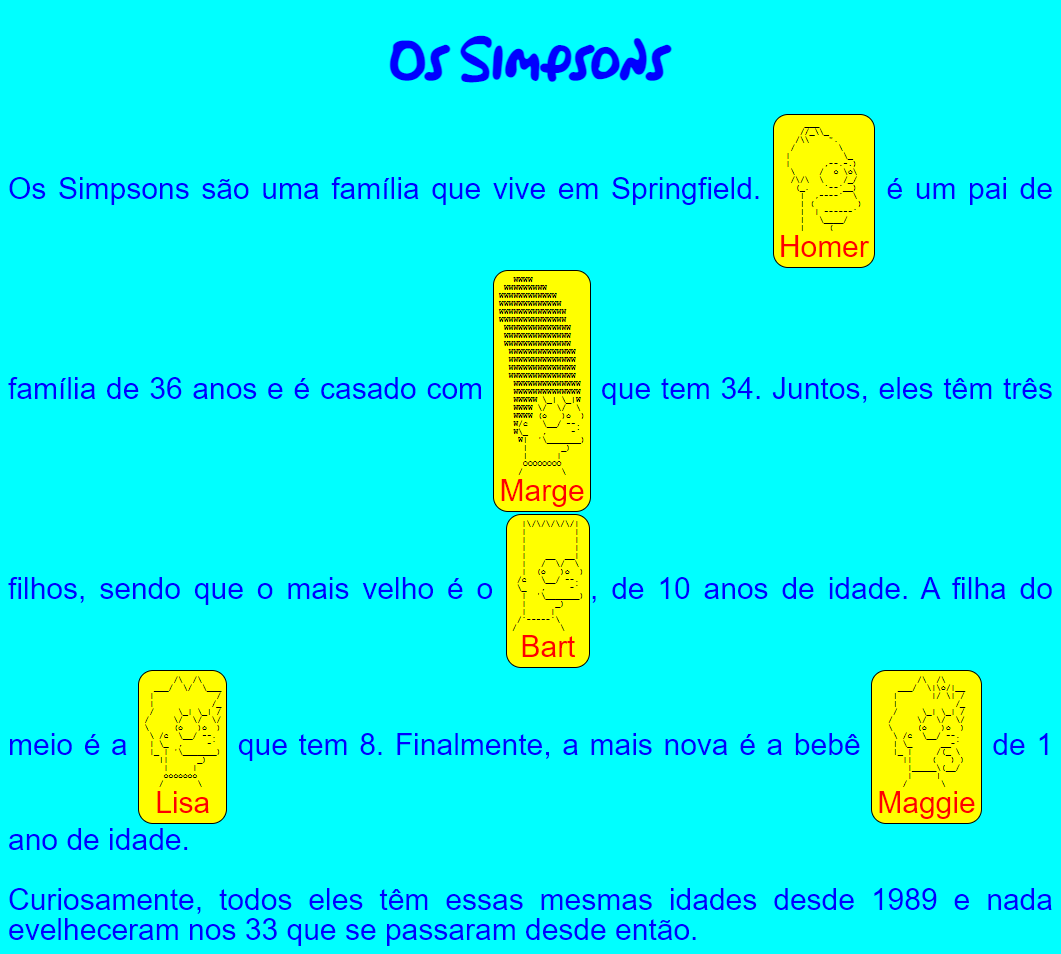 Os Simpsons
Os Simpsons são uma família que vive em Springfield. Homer é um pai de
família de 36 anos e é casado com Marge que tem 34. Juntos, eles têm três
filhos, sendo que o mais velho é o Bart, de 10 anos de idade. A filha do
meio é a Lisa que tem 8. Finalmente, a mais nova é a bebê Maggie de 1
ano de idade.
Curiosamente, todos eles têm essas mesmas idades desde 1989 e nada
evelheceram nos 33 que se passaram desde então.